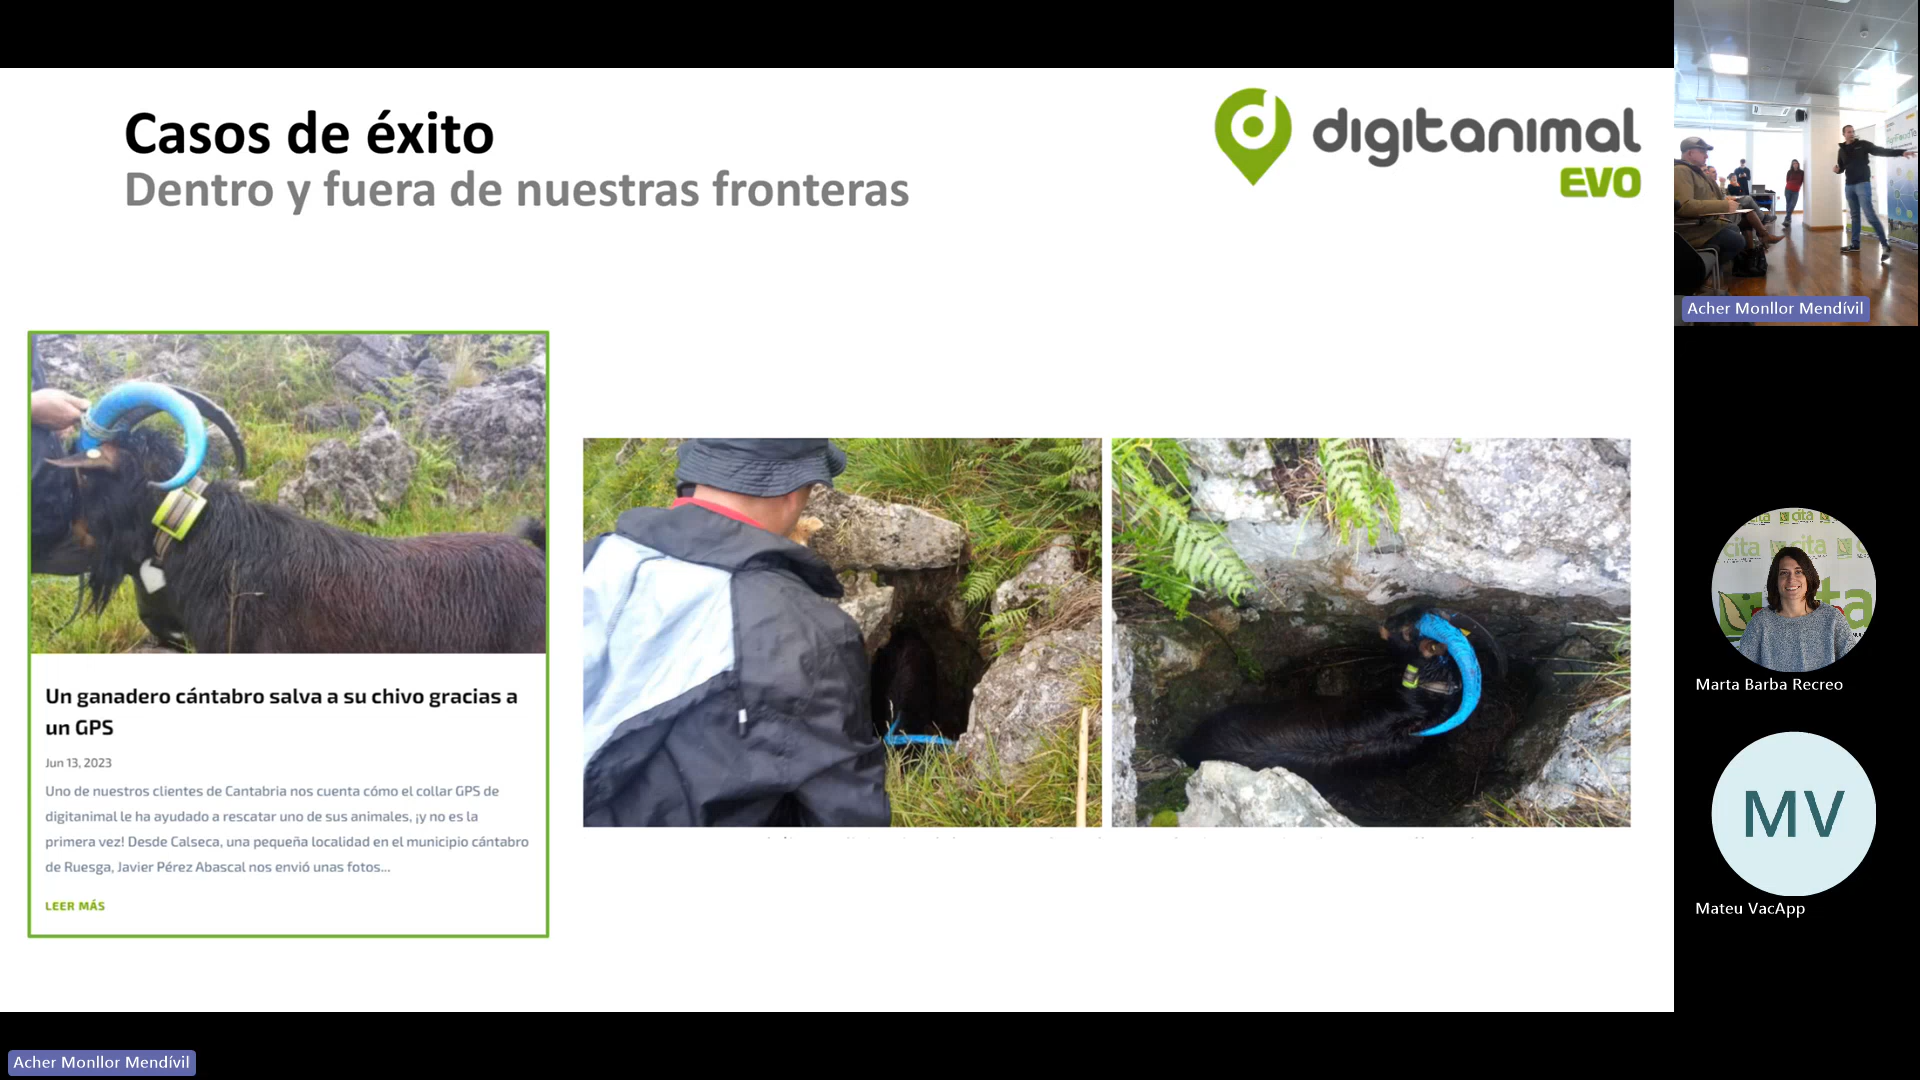 Casos de éxito
Dentro y fuera de nuestras fronteras
digitanimal
EVO
Un ganadero cántabro salva a su chivo gracias a
un GPS
Jun 13, 2023
Uno de nuestros clientes de Cantabria nos cuenta cómo el collar GPS de
digitanimal le ha ayudado a rescatar uno de sus animales, ¡y no es la
primera vez! Desde Calseca, una pequeña localidad en el municipio cántabro
de Ruesga, Javier Pérez Abascal nos envió unas fotos...
LEER MÁS
Acher Monllor Mendívil
cita
Marta Barba Recreo
MV
Mateu VacApp
Acher Monllor Mendívil